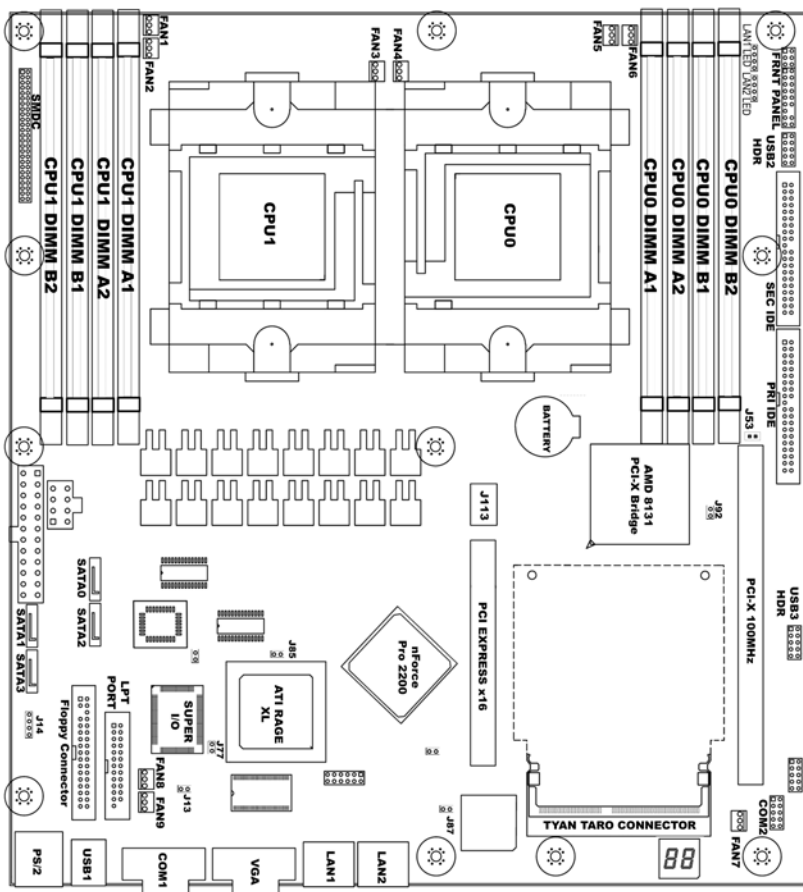 FAN1
FAN2
FAN3
FAN4
FAN5
FAN6
LAN1 LED
LAN2 LED
FRNT PANEL
USB2
HDR
SMDC
CPU1 DIMM B2
CPU1 DIMM B1
CPU1 DIMM A2
CPU1 DIMM A1
CPU1
CPU0
CPU0 DIMM A1
CPU0 DIMM A2
CPU0 DIMM B1
CPU0 DIMM B2
SEC IDE
PRI IDE
BATTERY
J53
AMD 8131
PCI-X Bridge
J113
J92
SATA0
SATA1
SATA2
SATA3
PCI EXPRESS x16
PCI-X 100MHz
USB3
HDR
nForce
Pro 2200
J85
ATI RAGE
XL
SUPER
I/O
LPT
PORT
J14
Floppy Connector
J77
FAN8
FAN9
J13
J87
TYAN TARO CONNECTOR
FAN7
COM2
88
PS/2
USB1
COM1
VGA
LAN1
LAN2